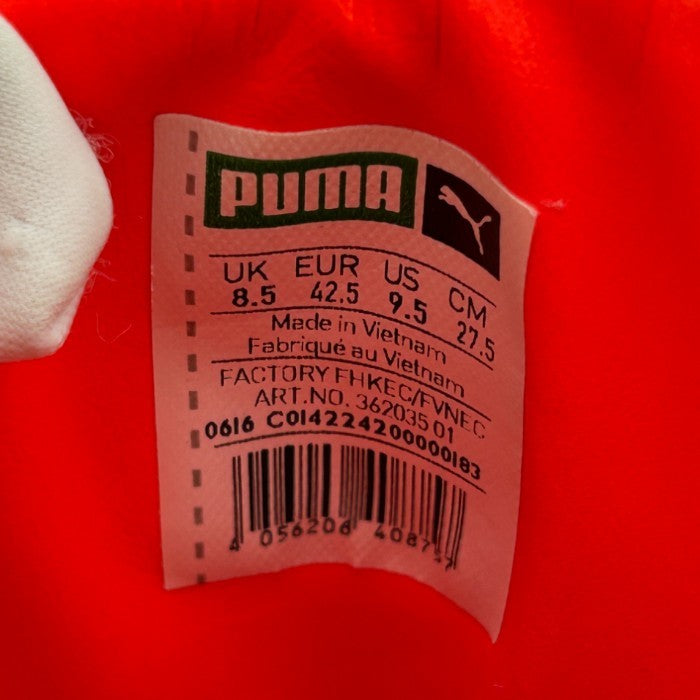 PUMA
UK EUR US CM
8.5 42.5 9.5 27.5
Made in Vietnam
Fabriqué au Vietnam
FACTORY FHKEC/FVNEC
ART.NO. 362035 01
0616 C014224200000183
4 056206 408757